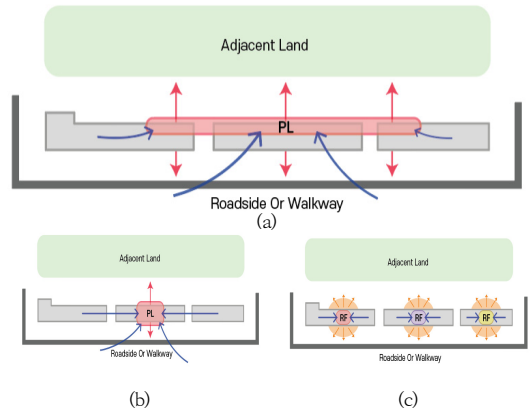 Adjacent Land
PL
Roadside Or Walkway
(a)
Adjacent Land
PL
Roadside Or Walkway
(b)
Adjacent Land
RF
RF
RF
Roadside Or Walkway
(c)